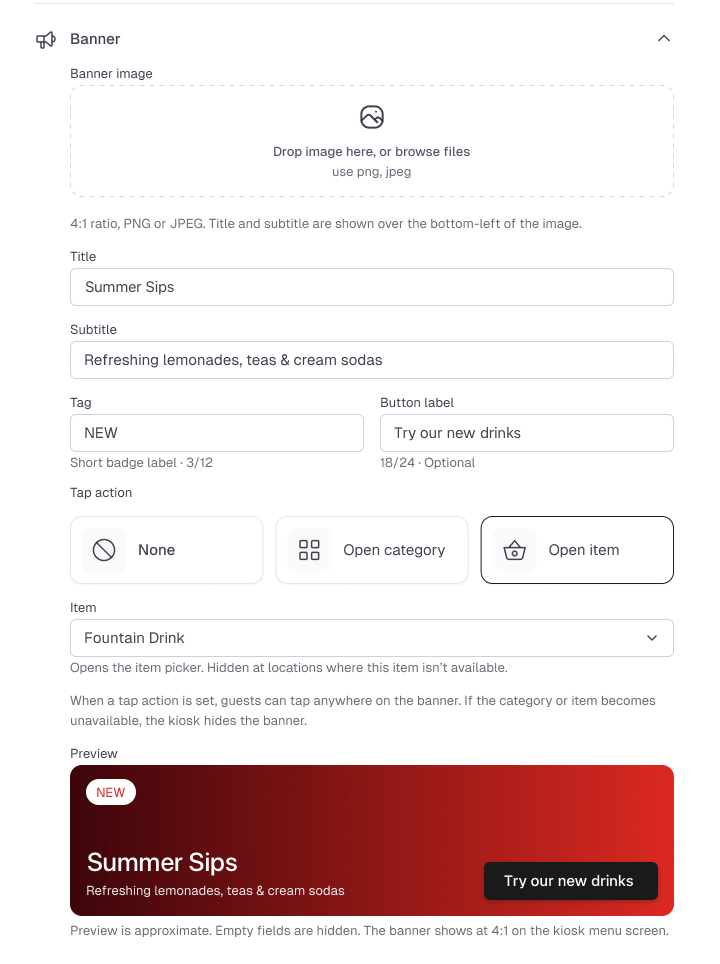 Banner
Banner image
Drop image here, or browse files
use png, jpeg
4:1 ratio, PNG or JPEG. Title and subtitle are shown over the bottom-left of the image.
Title
Summer Sips
Subtitle
Refreshing lemonades, teas & cream sodas
Tag
NEW
Short badge label · 3/12
Button label
Try our new drinks
18/24 · Optional
Tap action
None
Open category
Open item
Item
Fountain Drink
Opens the item picker. Hidden at locations where this item isn’t available.
When a tap action is set, guests can tap anywhere on the banner. If the category or item becomes
unavailable, the kiosk hides the banner.
Preview
NEW
Summer Sips
Refreshing lemonades, teas & cream sodas
Try our new drinks
Preview is approximate. Empty fields are hidden. The banner shows at 4:1 on the kiosk menu screen.